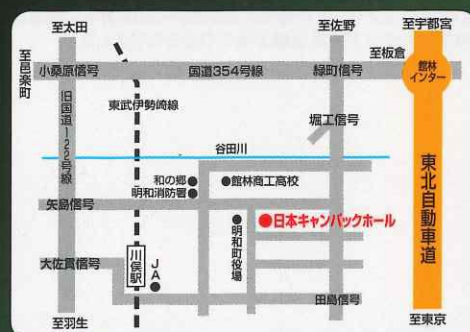 至太田
至佐野
至宇都宮
至邑楽町
小桑原信号
国道354号線
緑町信号
至板倉
館林
インター
旧国道122号線
東武伊勢崎線
堀工信号
谷田川
和の郷
明和消防署
館林商工高校
矢島信号
明和町役場
日本キャンパックホール
東北自動車道
大佐貫信号
川俣駅
JA
田島信号
至羽生
至東京